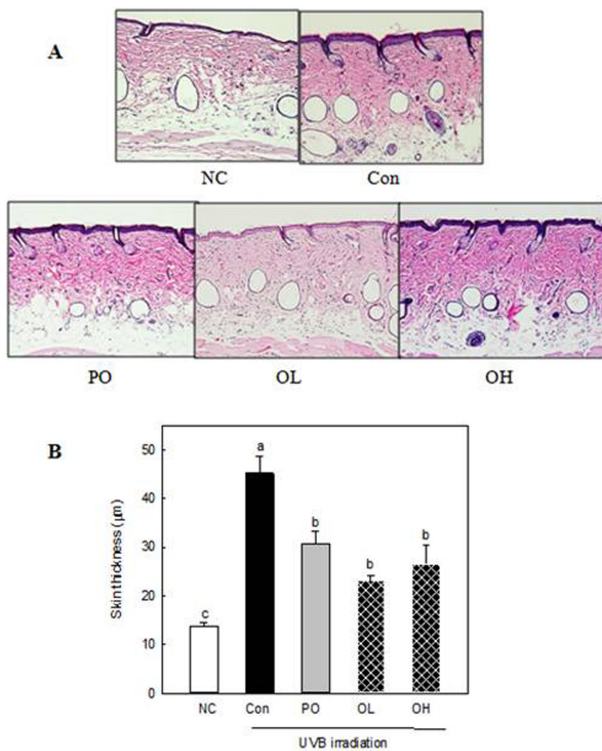 A
NC Con
PO OL OH
B
Skin thickness (μm)
50
40
30
20
10
0
c
a
b
b
b
NC Con PO OL OH
UVB irradiation